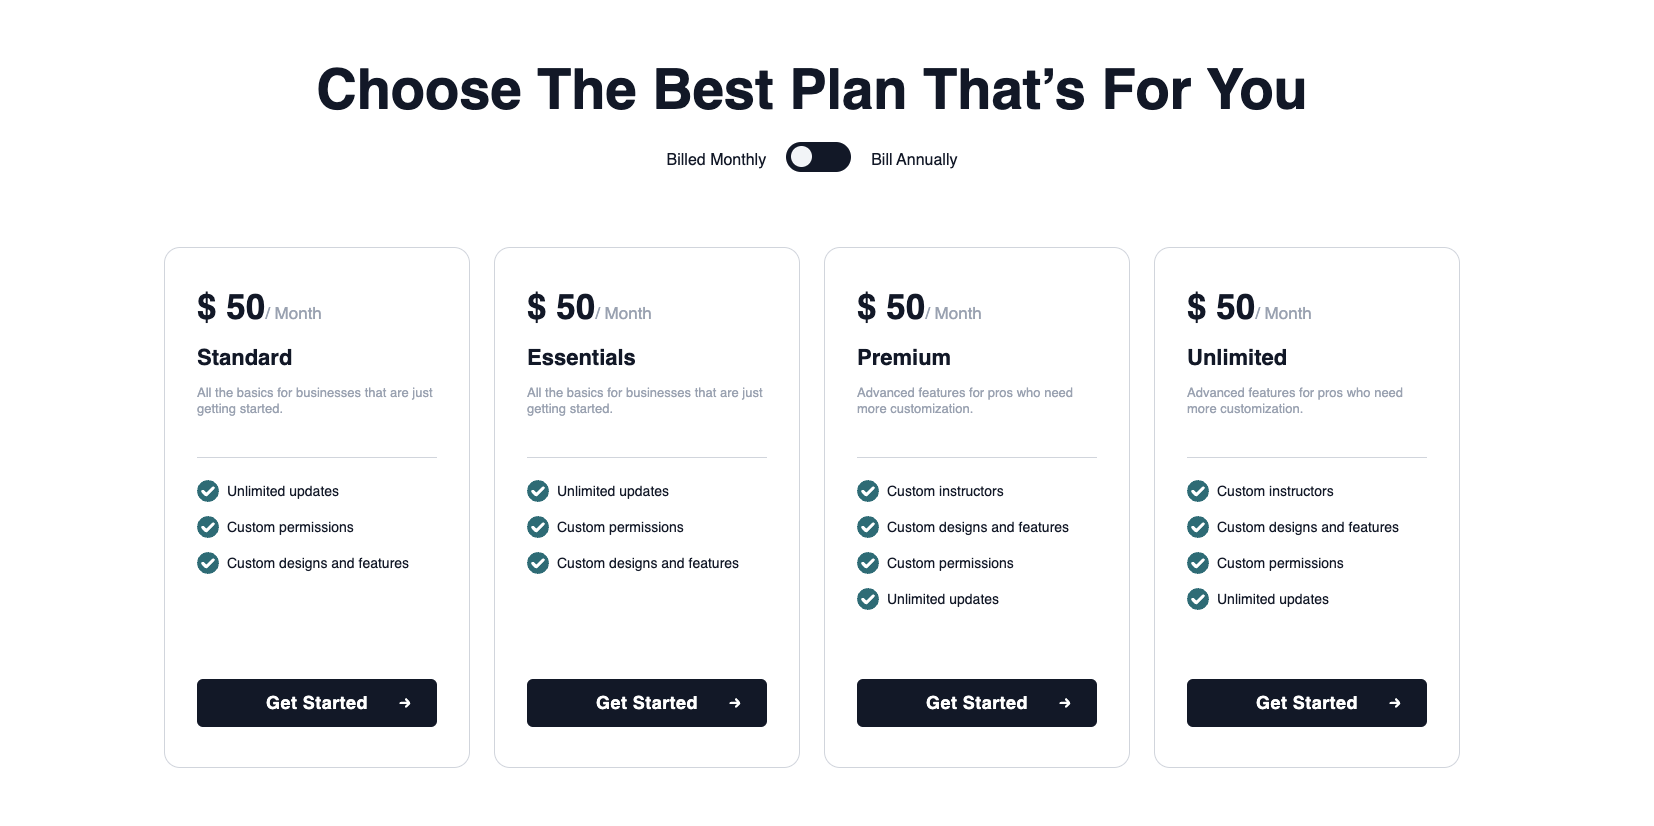 Choose The Best Plan That’s For You
Billed Monthly
Bill Annually
$ 50/ Month
Standard
All the basics for businesses that are just
getting started.
Unlimited updates
Custom permissions
Custom designs and features
Get Started
$ 50/ Month
Essentials
All the basics for businesses that are just
getting started.
Unlimited updates
Custom permissions
Custom designs and features
Get Started
$ 50/ Month
Premium
Advanced features for pros who need
more customization.
Custom instructors
Custom designs and features
Custom permissions
Unlimited updates
Get Started
$ 50/ Month
Unlimited
Advanced features for pros who need
more customization.
Custom instructors
Custom designs and features
Custom permissions
Unlimited updates
Get Started